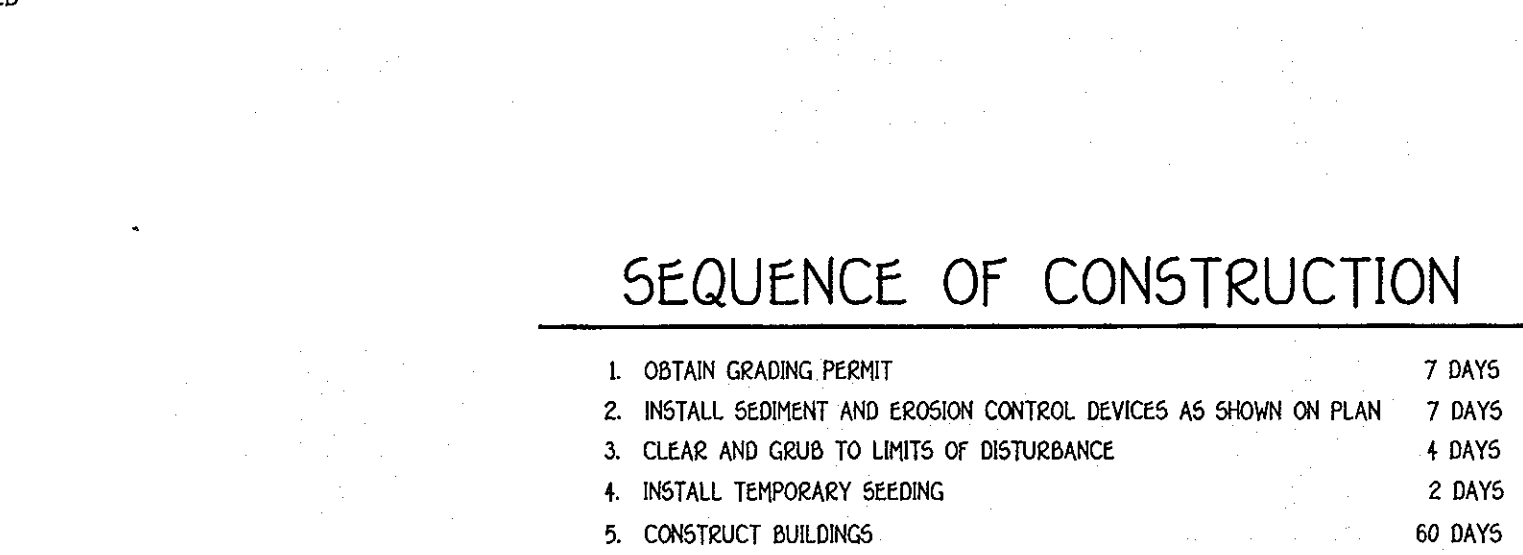 SEQUENCE OF CONSTRUCTION
1. OBTAIN GRADING PERMIT 7 DAYS
2. INSTALL SEDIMENT AND EROSION CONTROL DEVICES AS SHOWN ON PLAN 7 DAYS
3. CLEAR AND GRUB TO LIMITS OF DISTURBANCE 4 DAYS
4. INSTALL TEMPORARY SEEDING 2 DAYS
5. CONSTRUCT BUILDINGS 60 DAYS